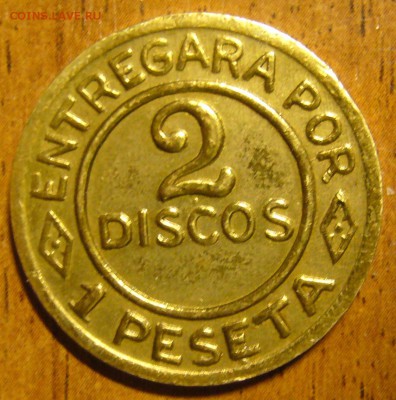 COINS.LAVE.RU
ENTREGARA POR
2
DISCOS
1 PESETA